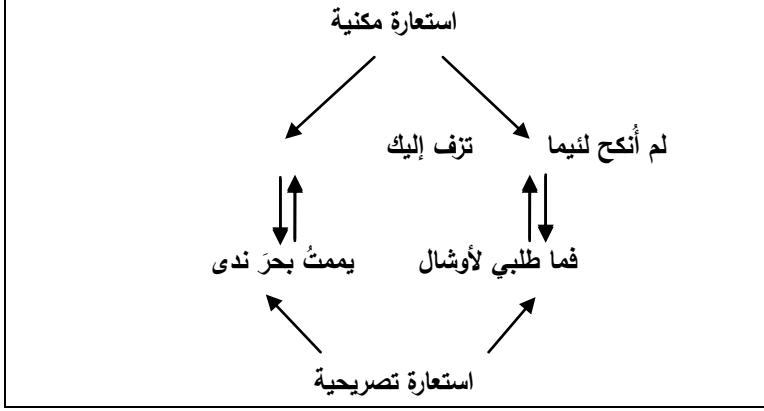 استعارة مكنية
لم أُنكح لئيما تزف إليك
فما طلبي لأوشال يممتُ بحرَ ندى
استعارة تصريحية